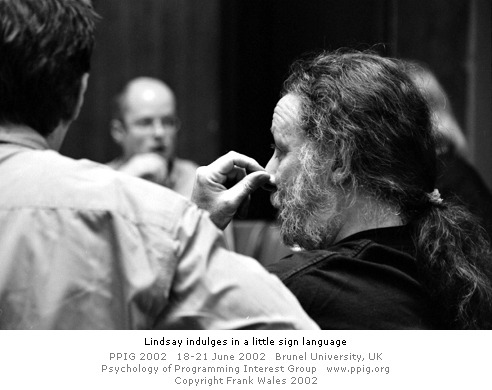 Lindsay indulges in a little sign language
PPIG 2002 18-21 June 2002 Brunel University, UK
Psychology of Programming Interest Group www.ppig.org
Copyright Frank Wales 2002